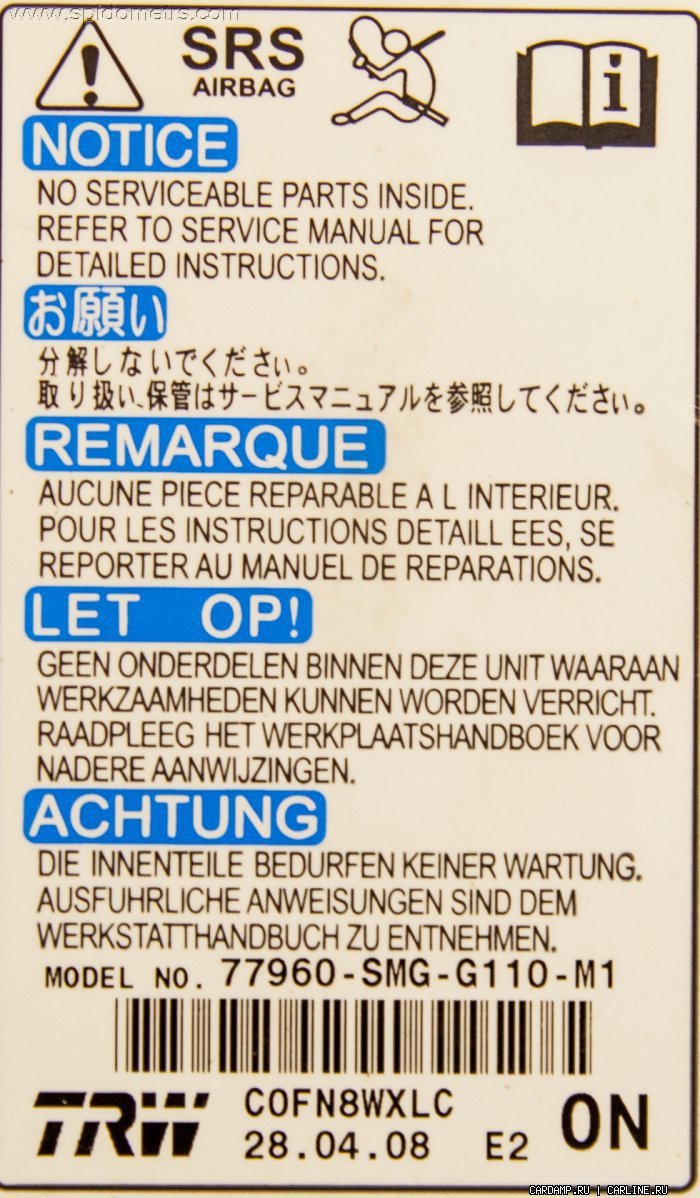 www.spidometrs.com
SRS
AIRBAG
i
NOTICE
NO SERVICEABLE PARTS INSIDE.
REFER TO SERVICE MANUAL FOR
DETAILED INSTRUCTIONS.
お願い
分解しないでください。
取り扱い、保管はサービスマニュアルを参照してください。
REMARQUE
AUCUNE PIECE REPARABLE A L INTERIEUR.
POUR LES INSTRUCTIONS DETAILL EES, SE
REPORTER AU MANUEL DE REPARATIONS.
LET OP!
GEEN ONDERDELEN BINNEN DEZE UNIT WAARAAN
WERKZAAMHEDEN KUNNEN WORDEN VERRICHT.
RAADPLEEG HET WERKPLAATSHANDBOEK VOOR
NADERE AANWIJZINGEN.
ACHTUNG
DIE INNENTEILE BEDURFEN KEINER WARTUNG.
AUSFUHRLICHE ANWEISUNGEN SIND DEM
WERKSTATTHANDBUCH ZU ENTNEHMEN.
MODEL NO. 77960-SMG-G110-M1
TRW COFN8WXLC
28.04.08 E2 0N
CARDAMP.RU | CARLINE.RU